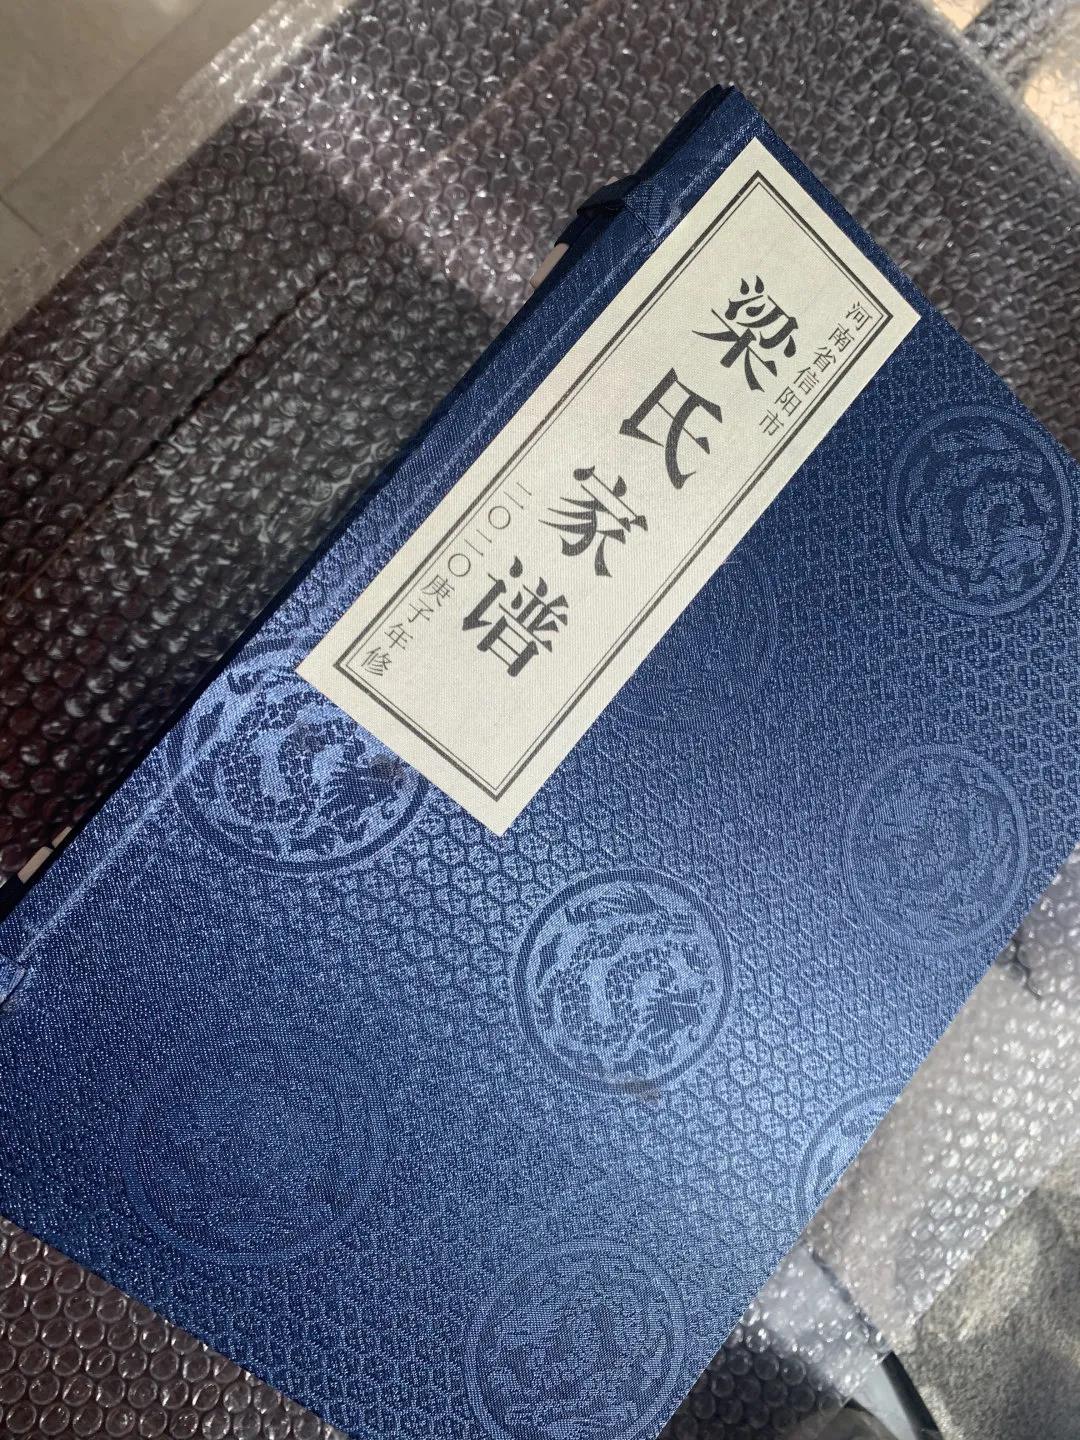 河南省信阳市
梁氏家谱
二〇二〇庚子年修